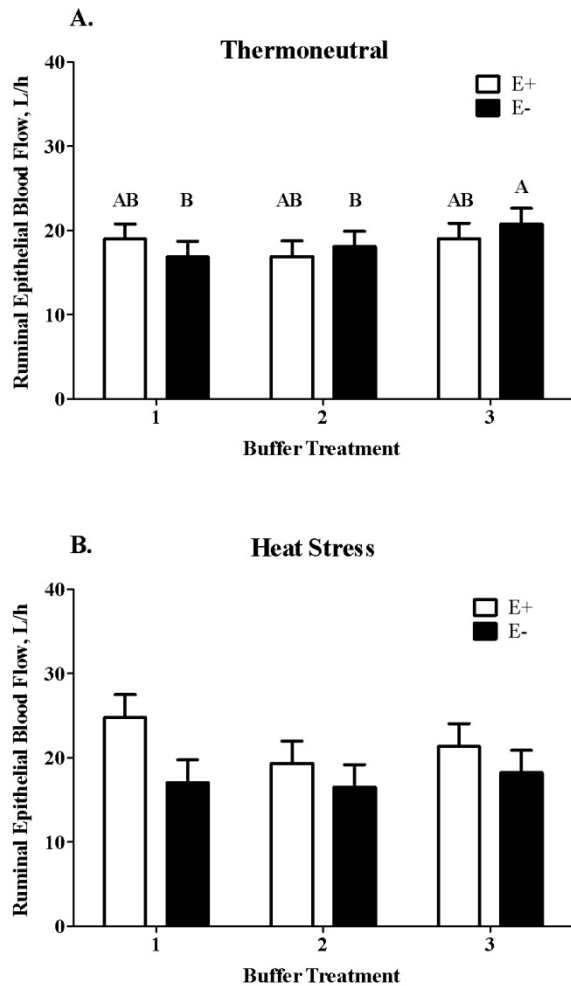 A.
Thermoneutral
Ruminal Epithelial Blood Flow, L/h
40
30
20
10
0
E+
E-
AB B AB B AB A
1 2 3
Buffer Treatment
B.
Heat Stress
Ruminal Epithelial Blood Flow, L/h
40
30
20
10
0
E+
E-
1 2 3
Buffer Treatment